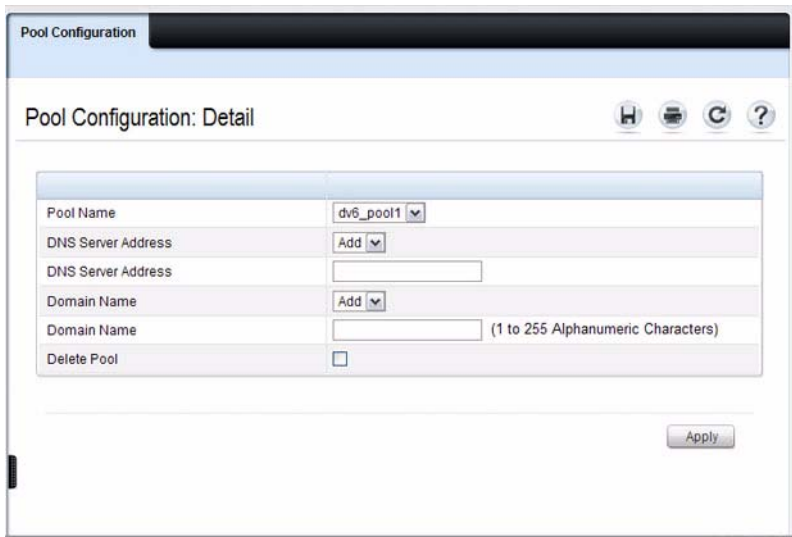 Pool Configuration
Pool Configuration: Detail
Pool Name dv6_pool1
DNS Server Address Add
DNS Server Address
Domain Name Add
Domain Name (1 to 255 Alphanumeric Characters)
Delete Pool
Apply